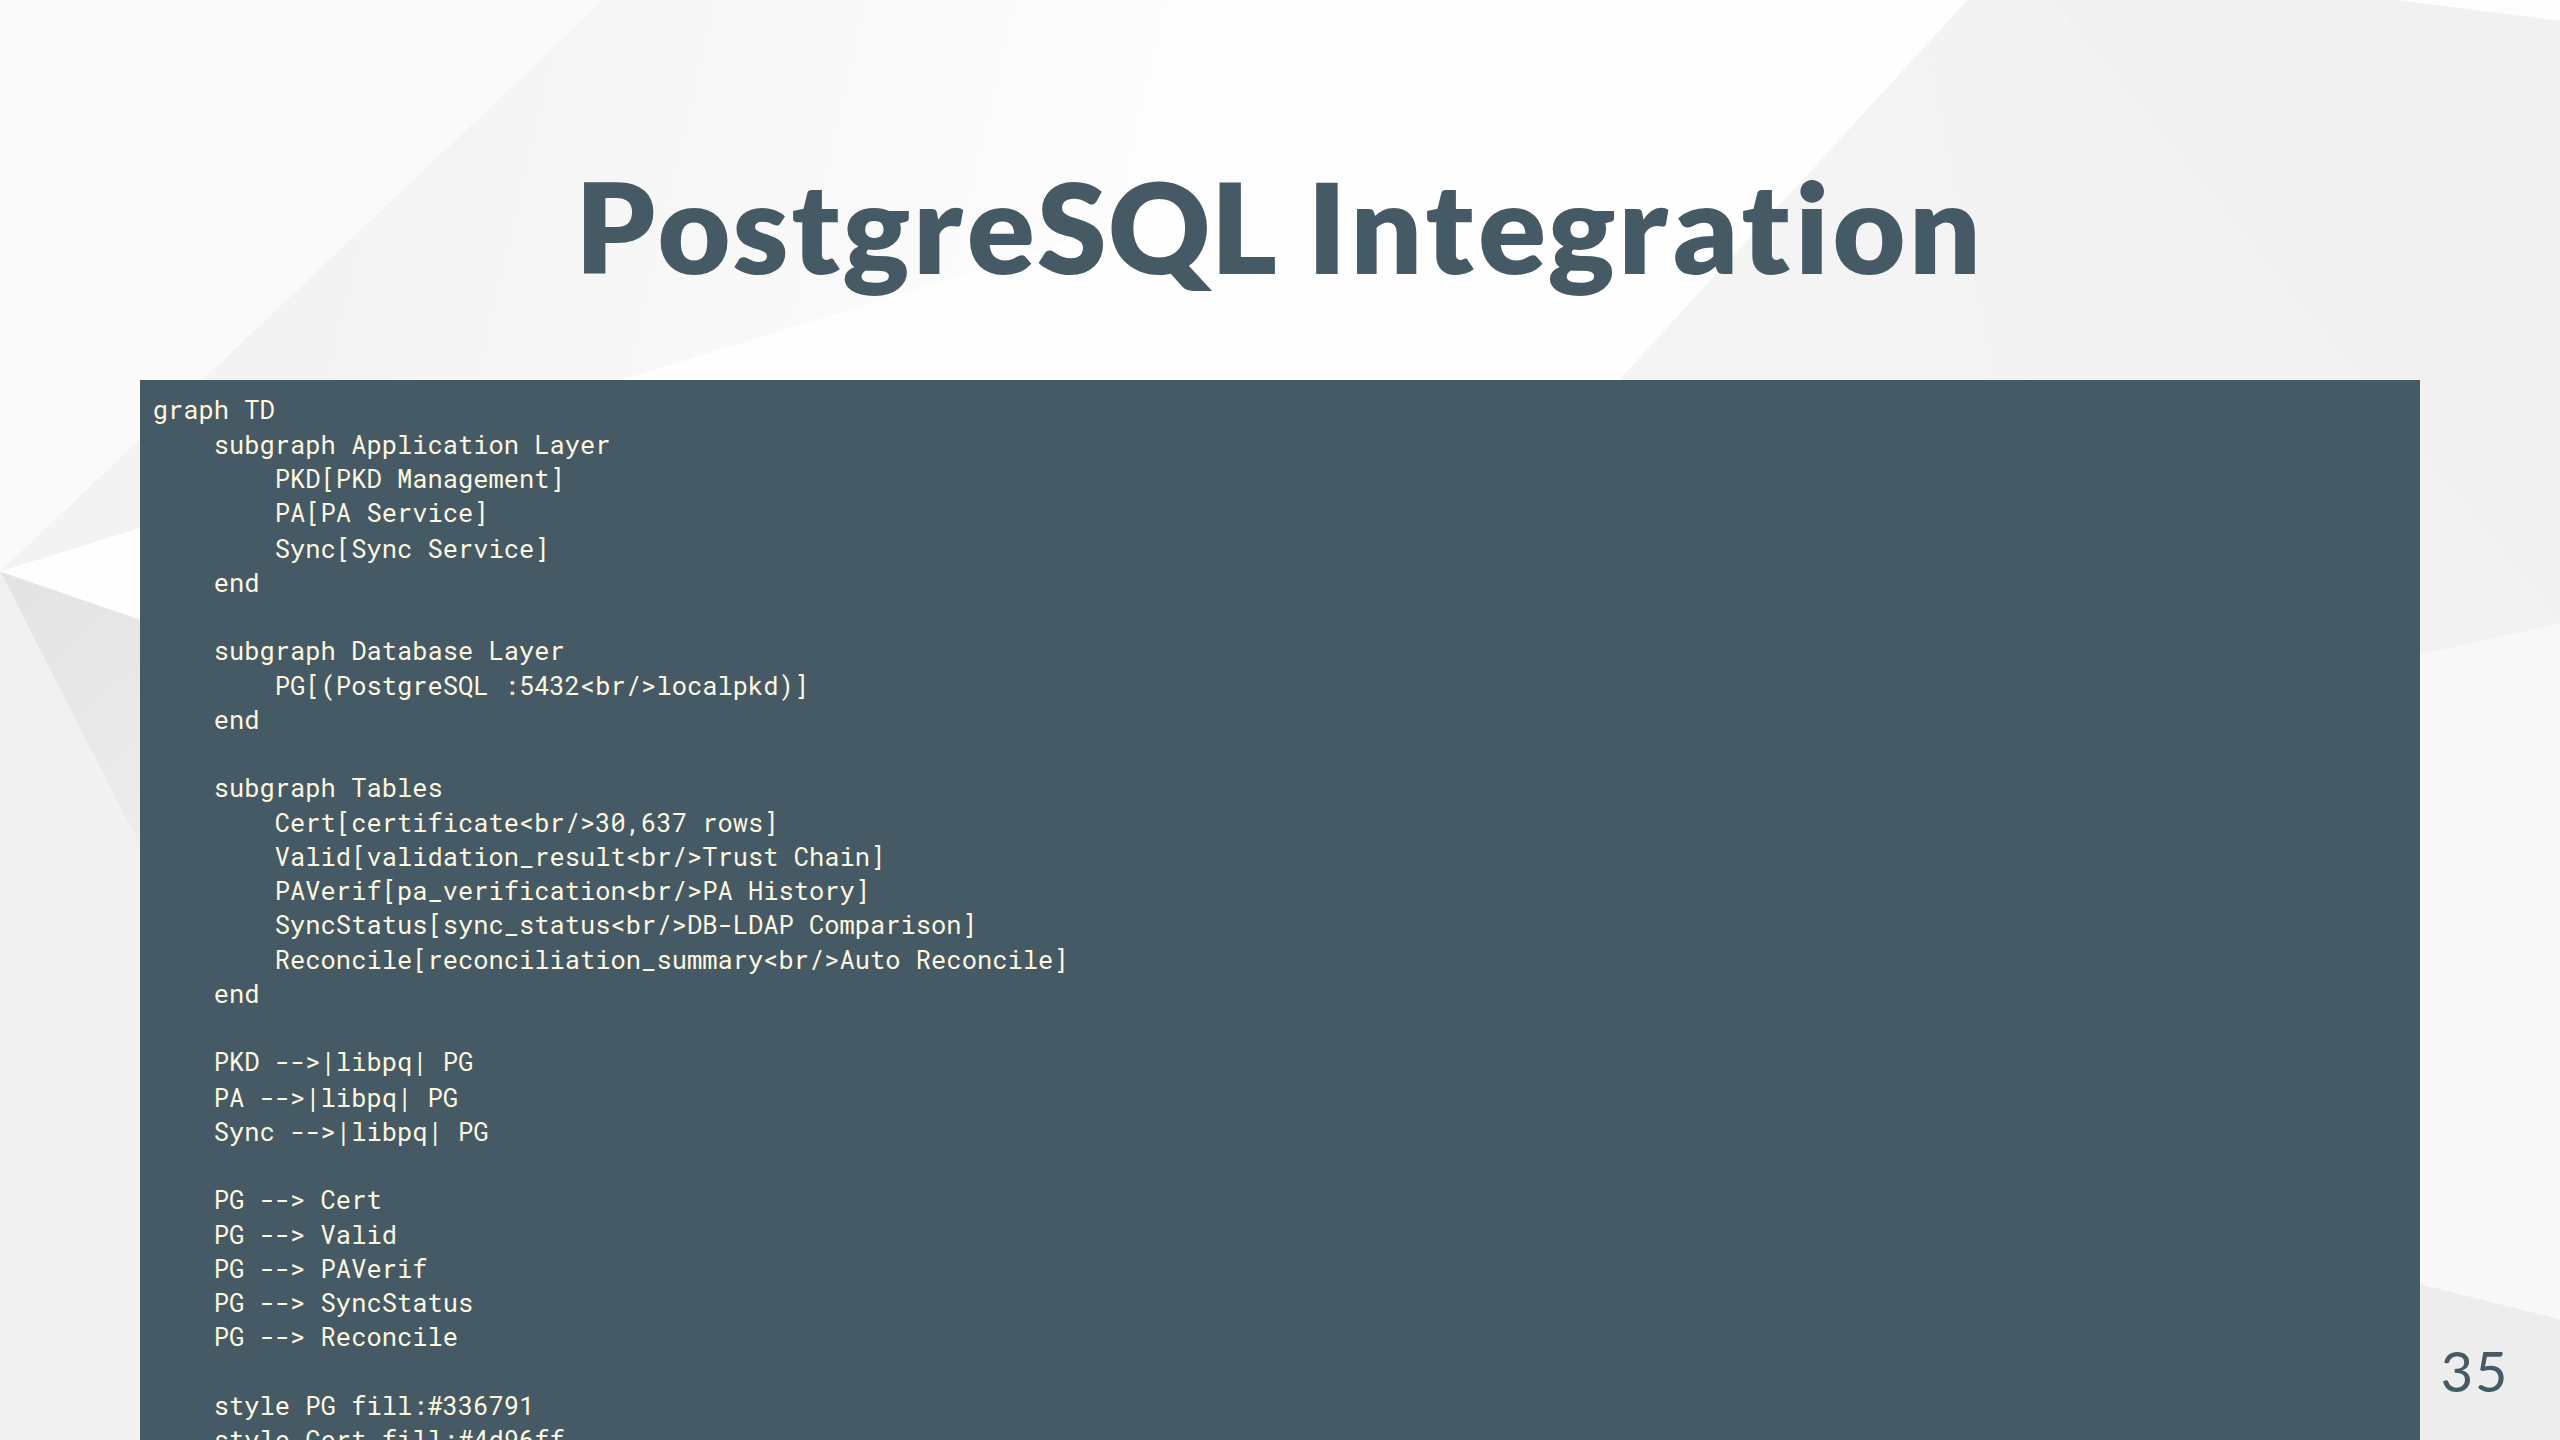 PostgreSQL Integration
graph TD
    subgraph Application Layer
        PKD[PKD Management]
        PA[PA Service]
        Sync[Sync Service]
    end

    subgraph Database Layer
        PG[(PostgreSQL :5432<br/>localpkd)]
    end

    subgraph Tables
        Cert[certificate<br/>30,637 rows]
        Valid[validation_result<br/>Trust Chain]
        PAVerif[pa_verification<br/>PA History]
        SyncStatus[sync_status<br/>DB-LDAP Comparison]
        Reconcile[reconciliation_summary<br/>Auto Reconcile]
    end

    PKD -->|libpq| PG
    PA -->|libpq| PG
    Sync -->|libpq| PG

    PG --> Cert
    PG --> Valid
    PG --> PAVerif
    PG --> SyncStatus
    PG --> Reconcile

    style PG fill:#336791
    style Cert fill:#4d96ff
35